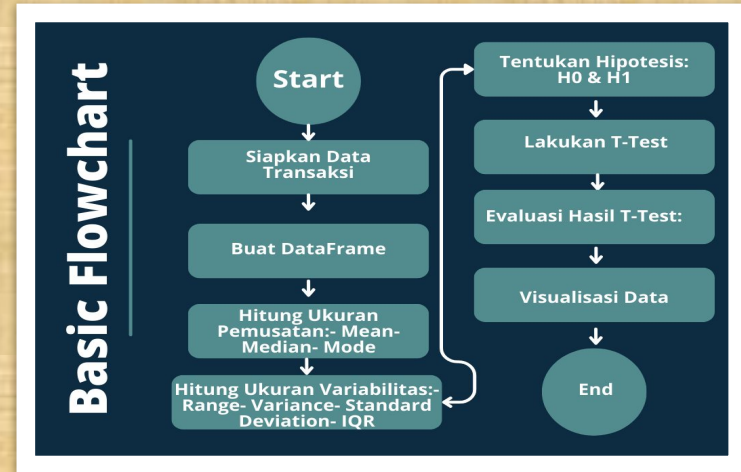 Basic Flowchart
Start
Siapkan Data
Transaksi
Buat DataFrame
Hitung Ukuran
Pemusatan:- Mean-
Median- Mode
Hitung Ukuran Variabilitas:-
Range- Variance- Standard
Deviation- IQR
Tentukan Hipotesis:
H0 & H1
Lakukan T-Test
Evaluasi Hasil T-Test:
Visualisasi Data
End